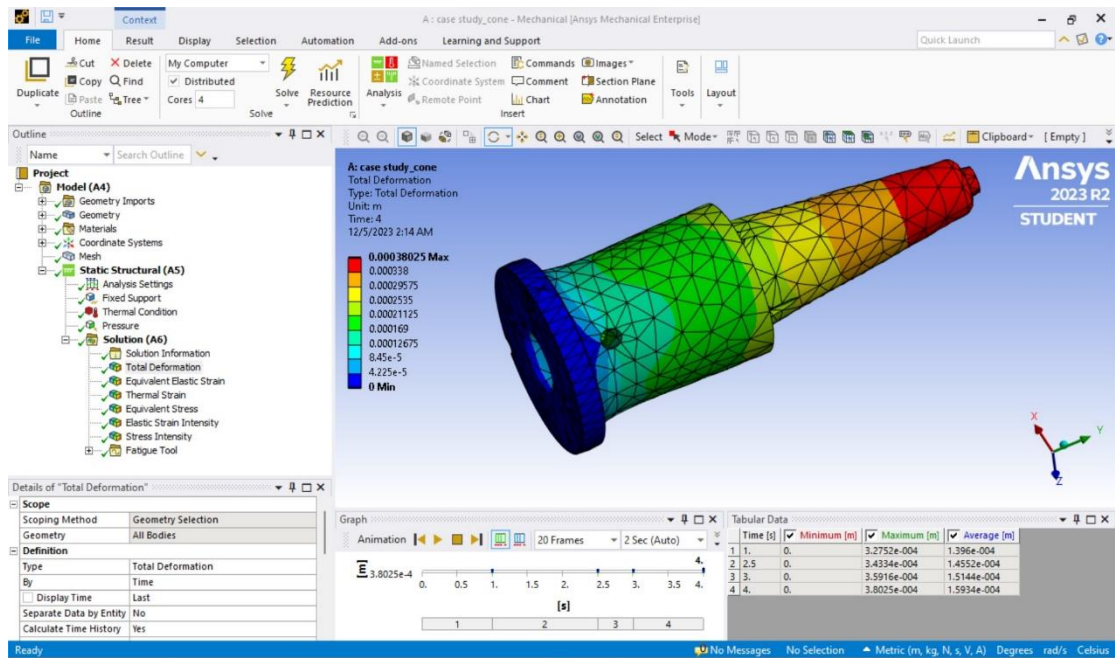 Context
A : case study_cone - Mechanical [Ansys Mechanical Enterprise]
File Home Result Display Selection Automation Add-ons Learning and Support Quick Launch
Duplicate
Cut
Copy
Paste
Delete
Find
Tree
Outline
My Computer
Distributed
Cores 4
Solve
Resource Prediction
Solve
Analysis
Named Selection
Coordinate System
Remote Point
Commands
Comment
Chart
Images
Section Plane
Annotation
Insert
Tools
Layout
Outline
Name Search Outline
Project
Model (A4)
Geometry Imports
Geometry
Materials
Coordinate Systems
Mesh
Static Structural (A5)
Analysis Settings
Fixed Support
Thermal Condition
Pressure
Solution (A6)
Solution Information
Total Deformation
Equivalent Elastic Strain
Thermal Strain
Equivalent Stress
Elastic Strain Intensity
Stress Intensity
Fatigue Tool
Select Mode Clipboard [ Empty ]
A: case study_cone
Total Deformation
Type: Total Deformation
Unit: m
Time: 4
12/5/2023 2:14 AM
0.00038025 Max
0.000338
0.00029575
0.0002535
0.00021125
0.000169
0.00012675
8.45e-5
4.225e-5
0 Min
Ansys
2023 R2
STUDENT
X
Y
Z
Details of "Total Deformation"
Scope
Scoping Method Geometry Selection
Geometry All Bodies
Definition
Type Total Deformation
By Time
Display Time Last
Separate Data by Entity No
Calculate Time History Yes
Graph
Animation 20 Frames 2 Sec (Auto)
4.
[m] 3.8025e-4
0. 0.5 1. 1.5 2. 2.5 3. 3.5 4.
[s]
1 2 3 4
Tabular Data
Time [s] Minimum [m] Maximum [m] Average [m]
1 1. 0. 3.2752e-004 1.396e-004
2 2.5 0. 3.4334e-004 1.4552e-004
3 3. 0. 3.5916e-004 1.5144e-004
4 4. 0. 3.8025e-004 1.5934e-004
Ready No Messages No Selection Metric (m, kg, N, s, V, A) Degrees rad/s Celsius